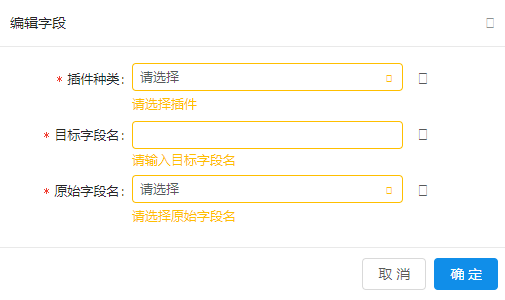 编辑字段
* 插件种类: 请选择
请选择插件
* 目标字段名:
请输入目标字段名
* 原始字段名: 请选择
请选择原始字段名
取 消 确 定